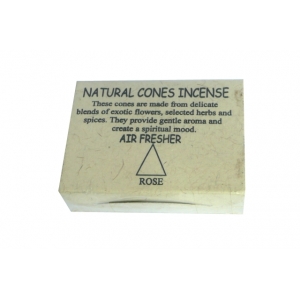 NATURAL CONES INCENSE
These cones are made from delicate
blends of exotic flowers, selected herbs and
spices. They provide gentle aroma and
create a spiritual mood.
AIR FRESHER
ROSE